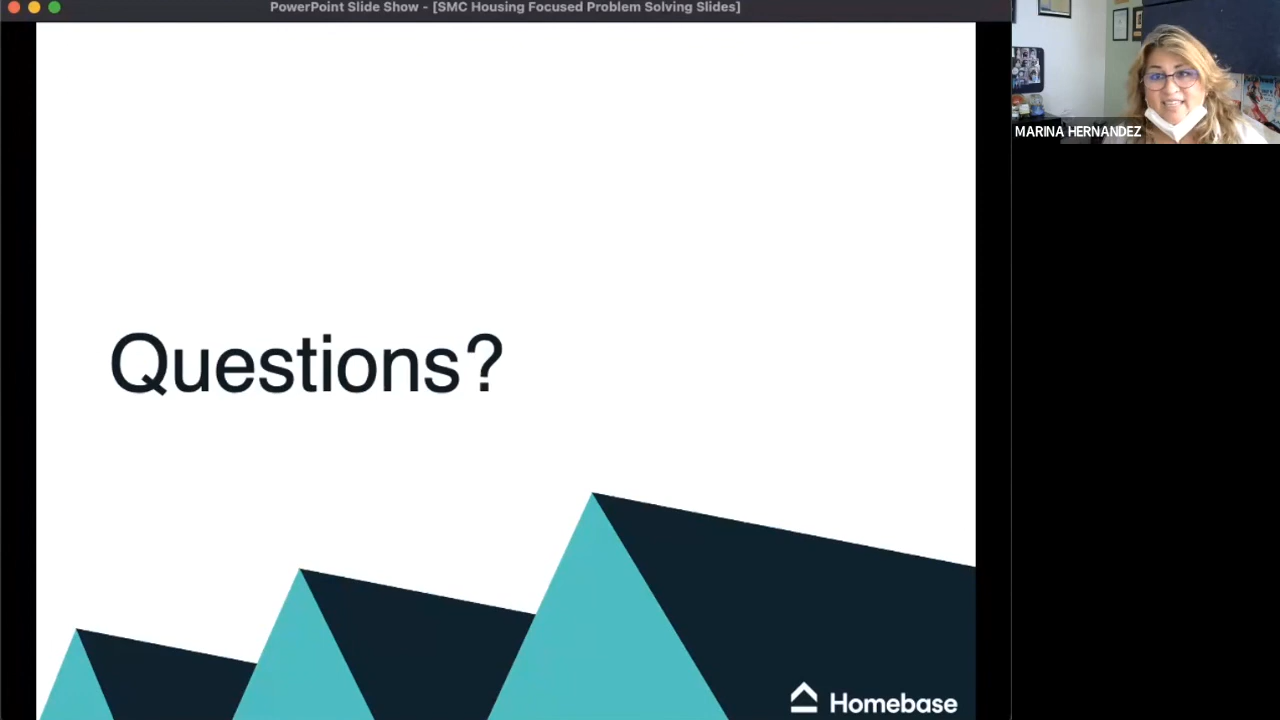 PowerPoint Slide Show - [SMC Housing Focused Problem Solving Slides]
MARINA HERNANDEZ
Questions?
Homebase